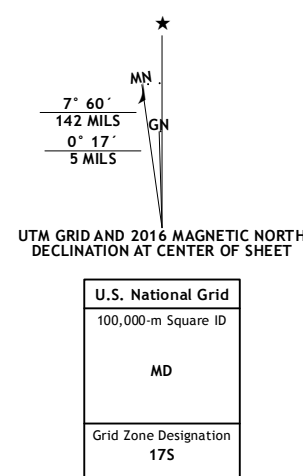 ★
MN
7° 60´
142 MILS
GN
0° 17´
5 MILS
UTM GRID AND 2016 MAGNETIC NORTH
DECLINATION AT CENTER OF SHEET
U.S. National Grid
100,000-m Square ID
MD
Grid Zone Designation
17S